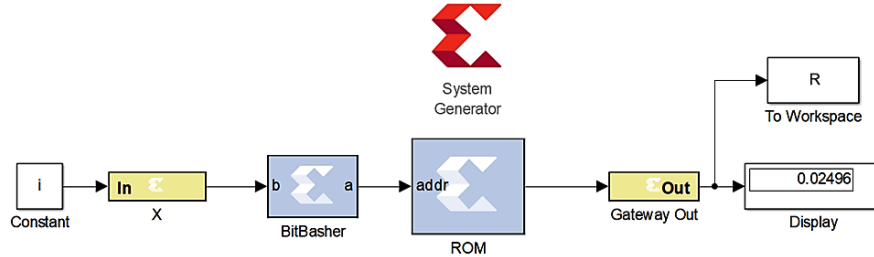 System
Generator
R
To Workspace
i
Constant
In
X
b
a
BitBasher
addr
ROM
Out
Gateway Out
0.02496
Display